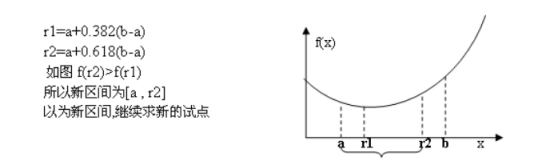 r1=a+0.382(b-a)
r2=a+0.618(b-a)
如图 f(r2)>f(r1)
所以新区间为[a , r2]
以为新区间,继续求新的试点
f(x)
a r1 r2 b x